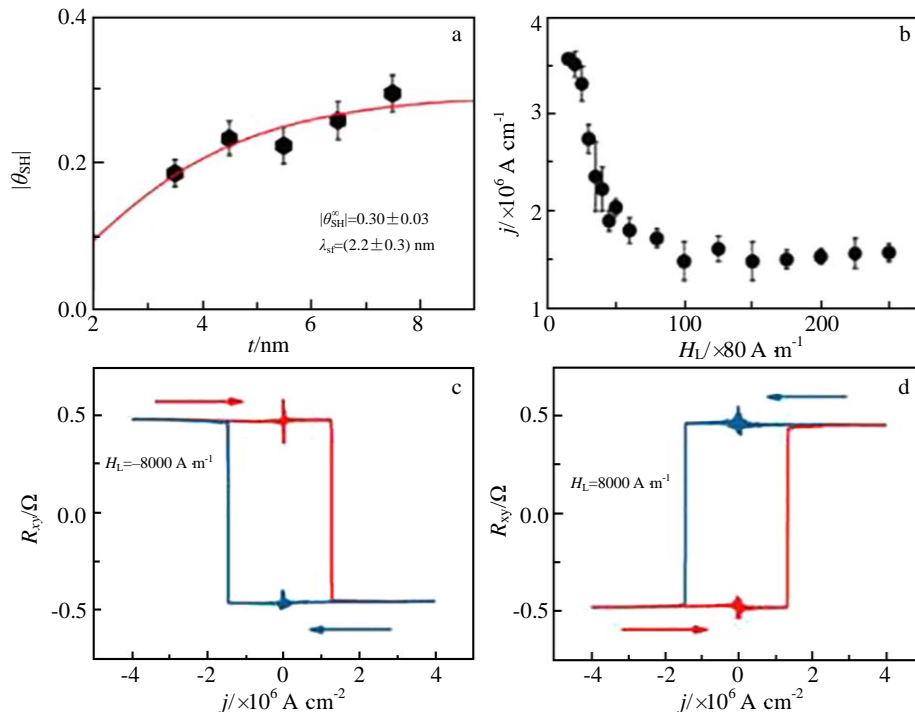 a
0.4
0.2
0.0
|θSH|
2
4
6
8
t/nm
|θ∞SH|=0.30±0.03
λsf=(2.2±0.3) nm
b
4
3
2
1
j/×10⁶ A cm⁻¹
0
100
200
HL/×80 A·m⁻¹
c
0.5
0.0
-0.5
Rxy/Ω
HL=–8000 A·m⁻¹
-4
-2
0
2
4
j/×10⁶ A cm⁻²
d
0.5
0.0
-0.5
Rxy/Ω
HL=8000 A·m⁻¹
-4
-2
0
2
4
j/×10⁶ A cm⁻²